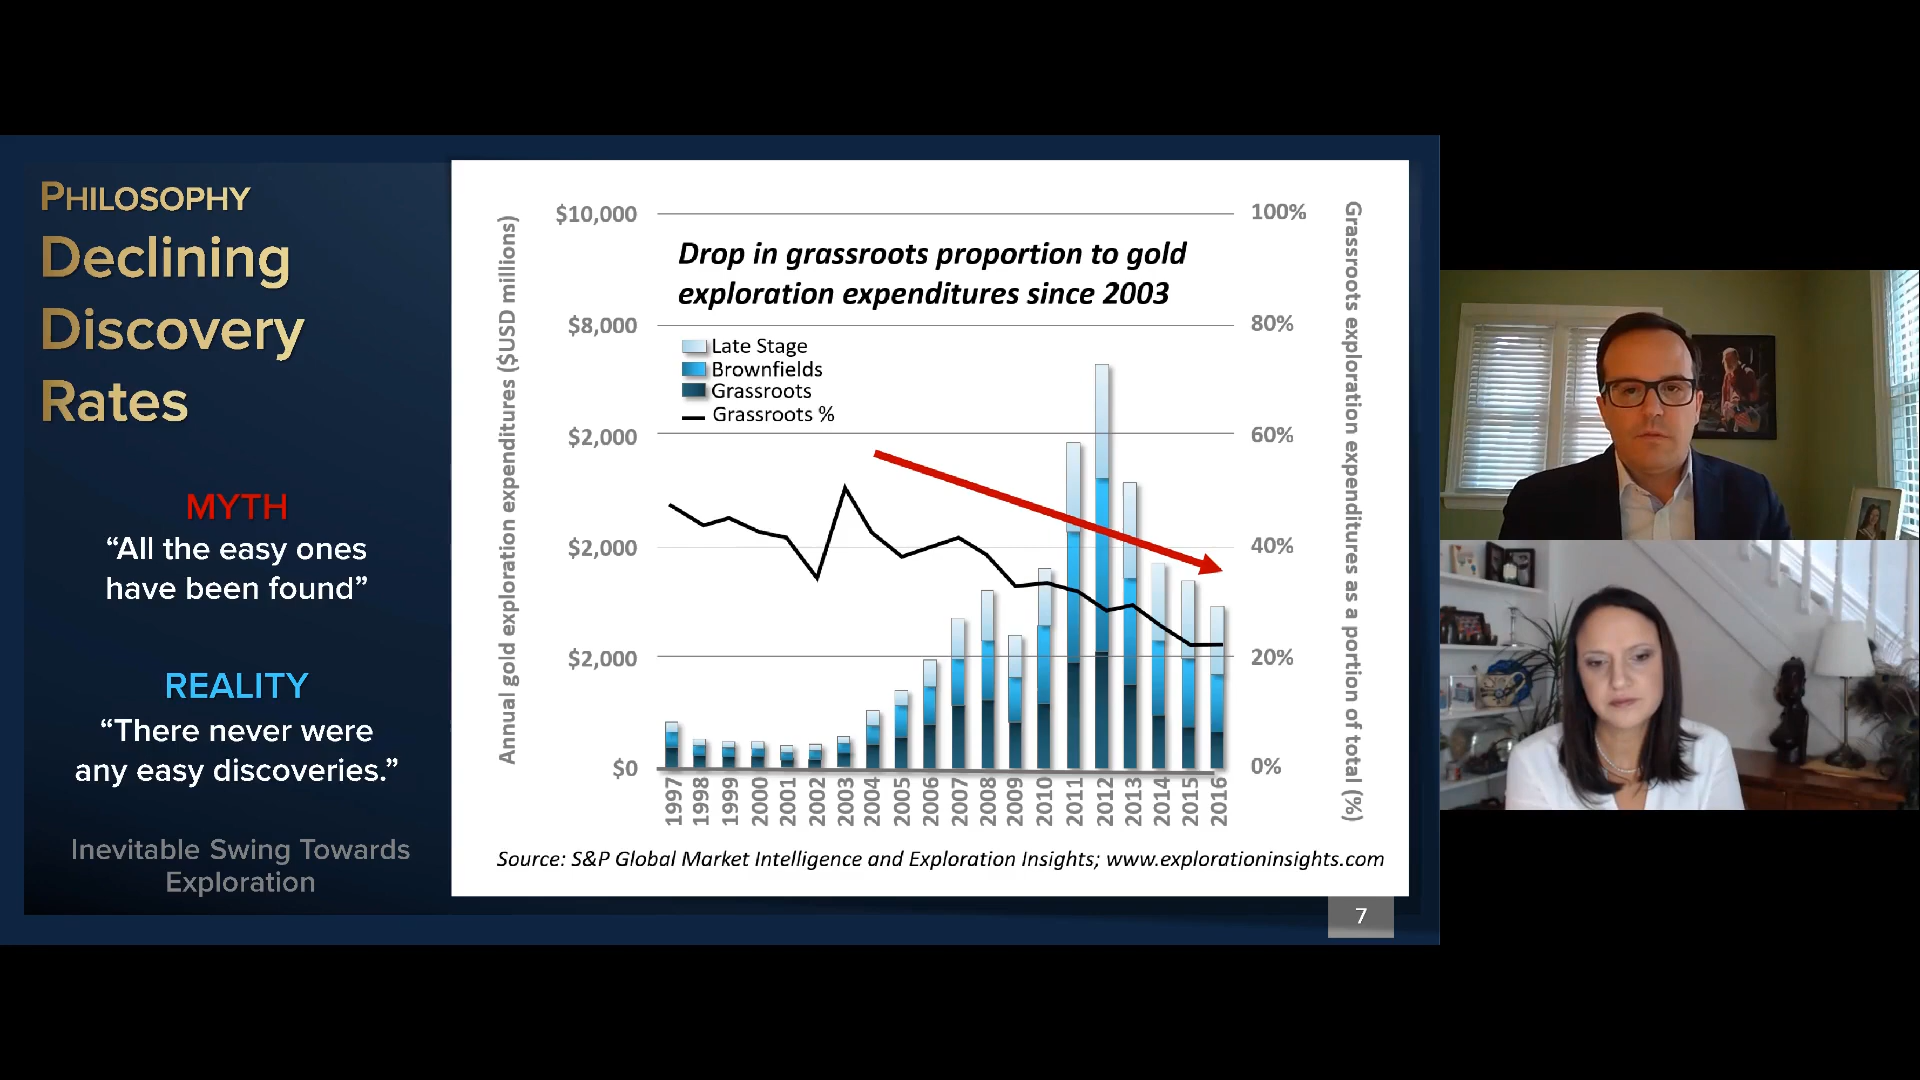 PHILOSOPHY
Declining
Discovery
Rates
MYTH
“All the easy ones
have been found”
REALITY
“There never were
any easy discoveries.”
Inevitable Swing Towards
Exploration
Annual gold exploration expenditures ($USD millions)
$10,000
$8,000
$2,000
$2,000
$2,000
$0
Drop in grassroots proportion to gold
exploration expenditures since 2003
Late Stage
Brownfields
Grassroots
Grassroots %
100%
80%
60%
40%
20%
0%
Grassroots exploration expenditures as a portion of total (%)
1997
1998
1999
2000
2001
2002
2003
2004
2005
2006
2007
2008
2009
2010
2011
2012
2013
2014
2015
2016
Source: S&P Global Market Intelligence and Exploration Insights; www.explorationinsights.com
7